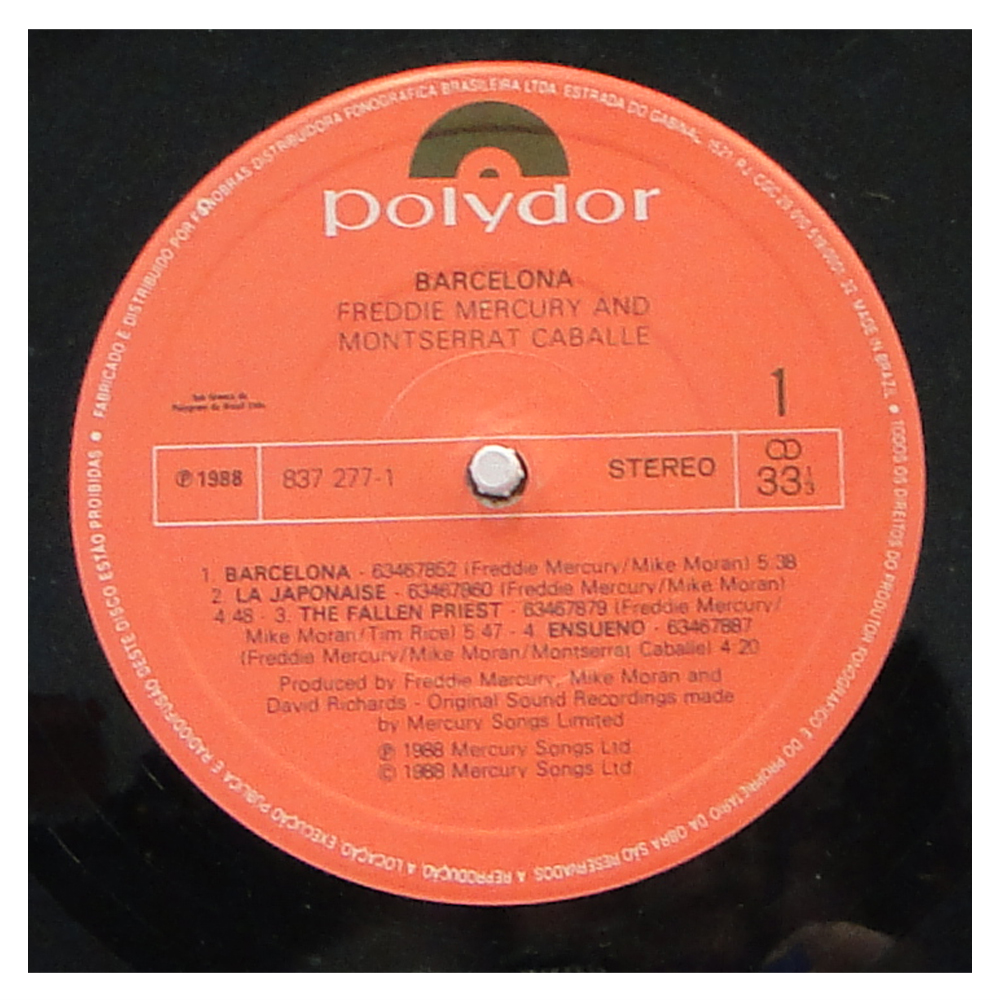 FABRICADO E DISTRIBUIDO POR FONOBRAS DISTRIBUIDORA FONOGRAFICA BRASILEIRA LTDA. ESTRADA DO GABINAL, 1521 RJ. CGC MADE IN BRAZIL ● TODOS OS DIREITOS DO PRODUTOR FONOGRÁFICO E DO PROPRIETÁRIO DA OBRA SÃO RESERVADOS. A REPRODUÇÃO, A LOCAÇÃO, EXECUÇÃO PUBLICA E RADIODIFUSÃO DESTE DISCO ESTÃO PROIBIDAS ●
polydor
BARCELONA
FREDDIE MERCURY AND
MONTSERRAT CABALLE
1
℗ 1988
837 277-1
STEREO
33⅓
1. BARCELONA - 63467852 (Freddie Mercury/Mike Moran) 5:38
2. LA JAPONAISE - 63467860 (Freddie Mercury/Mike Moran)
4:48 - 3. THE FALLEN PRIEST - 63467879 (Freddie Mercury/
Mike Moran/Tim Rice) 5:47 - 4. ENSUENO - 63467887
(Freddie Mercury/Mike Moran/Montserrat Caballe) 4:20
Produced by Freddie Mercury, Mike Moran and
David Richards - Original Sound Recordings made
by Mercury Songs Limited
℗ 1988 Mercury Songs Ltd
© 1988 Mercury Songs Ltd